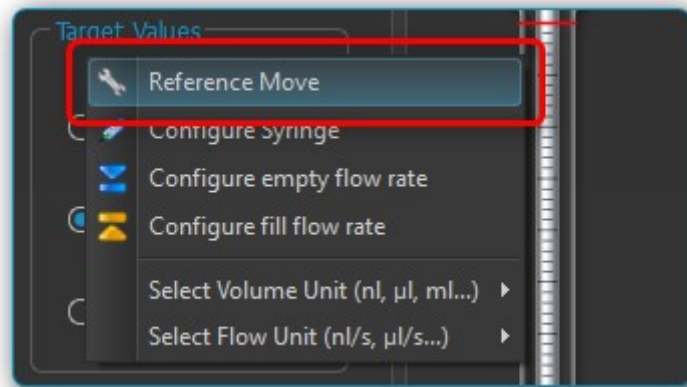 Target Values
Reference Move
Configure Syringe
Configure empty flow rate
Configure fill flow rate
Select Volume Unit (nl, µl, ml...)
Select Flow Unit (nl/s, µl/s...)